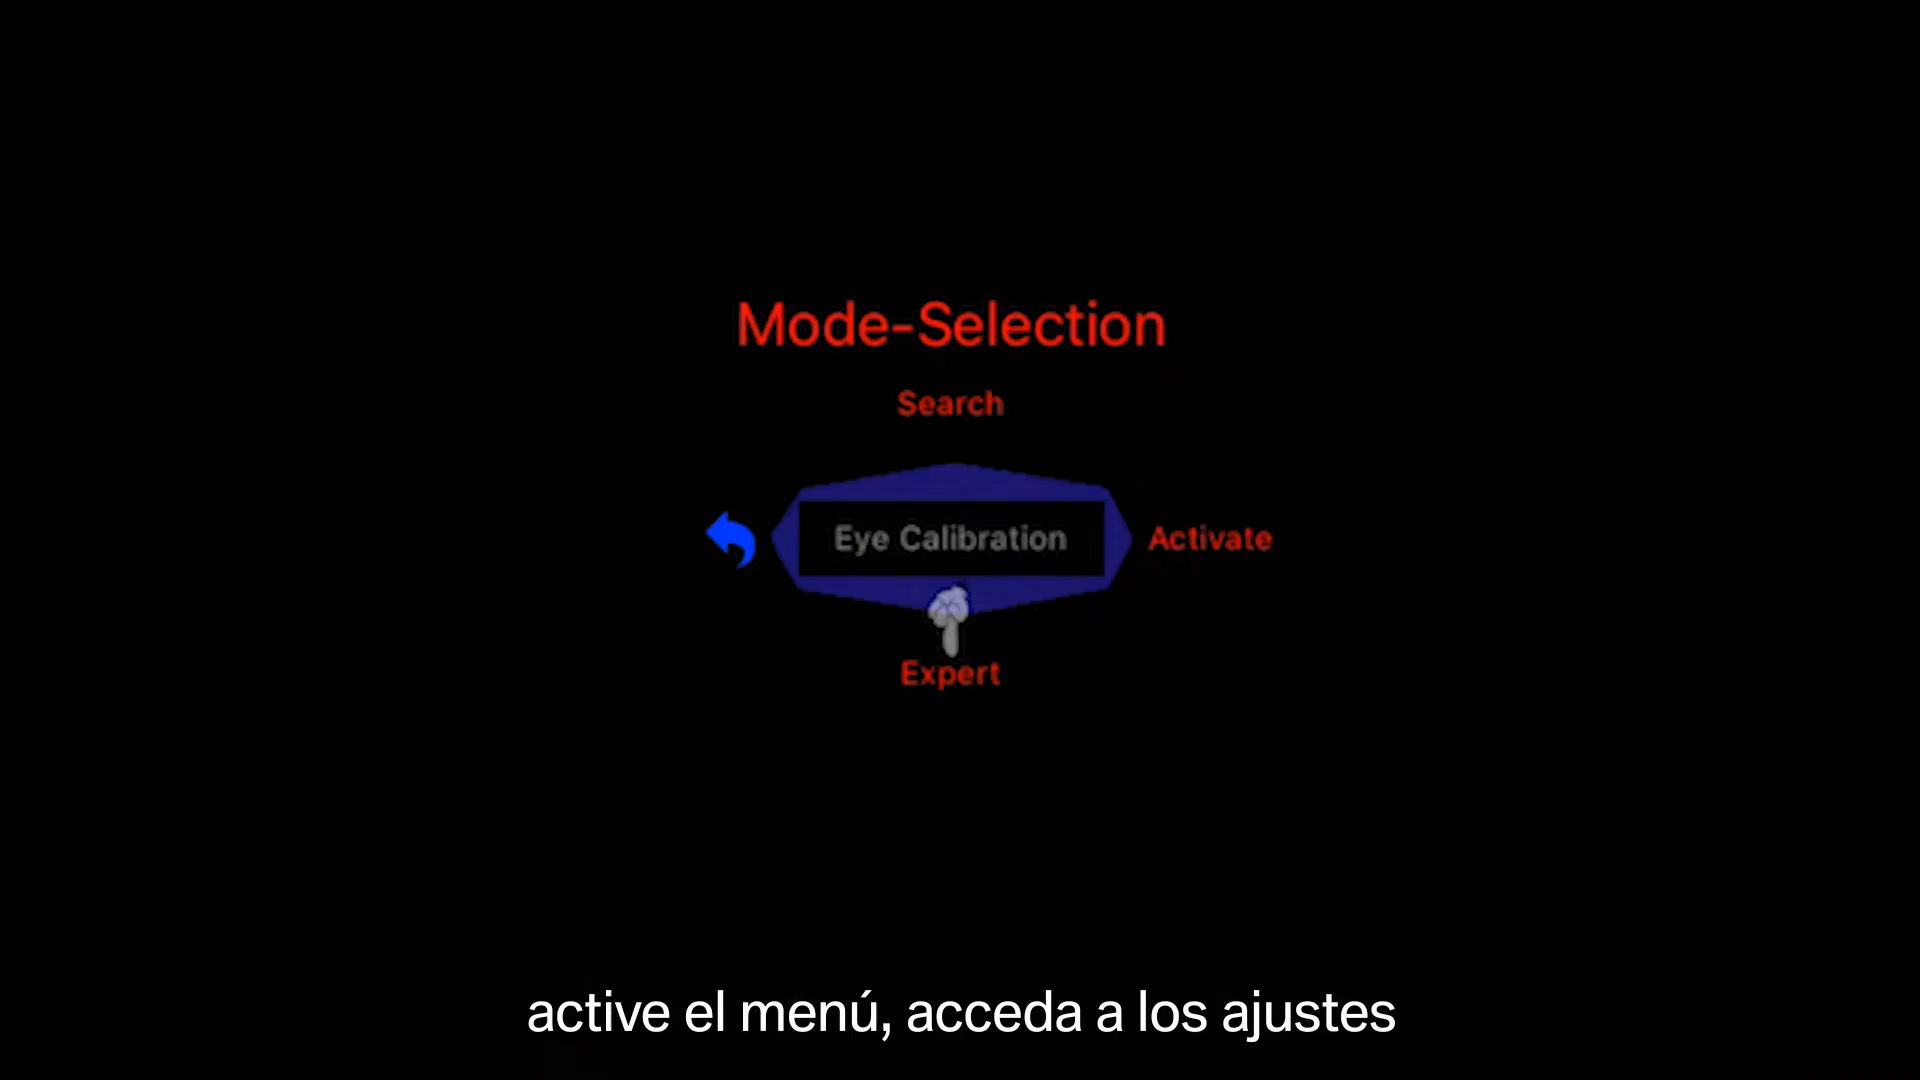 Mode-Selection
Search
Eye Calibration
Activate
Expert
active el menú, acceda a los ajustes